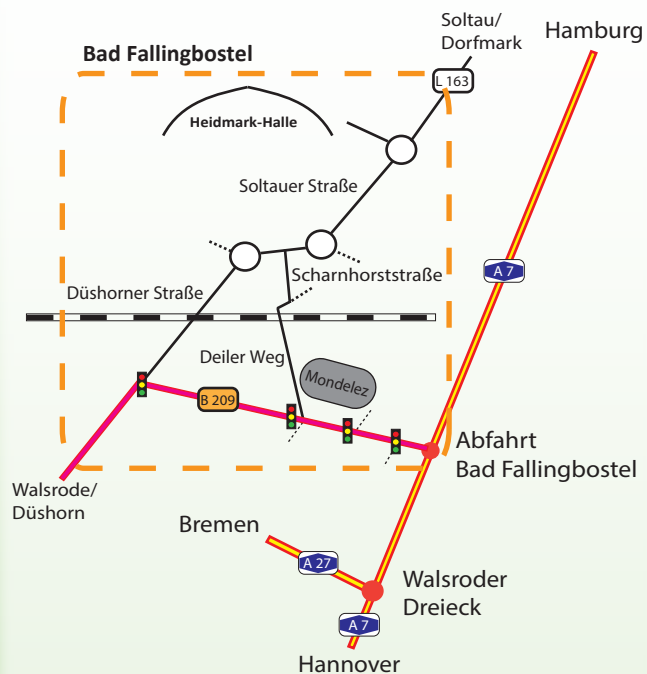 Soltau/
Dorfmark
Hamburg
Bad Fallingbostel
L 163
Heidmark-Halle
Soltauer Straße
A 7
Scharnhorststraße
Düshorner Straße
Deiler Weg
Mondelez
B 209
Abfahrt
Bad Fallingbostel
Walsrode/
Düshorn
Bremen
A 27
Walsroder
Dreieck
A 7
Hannover